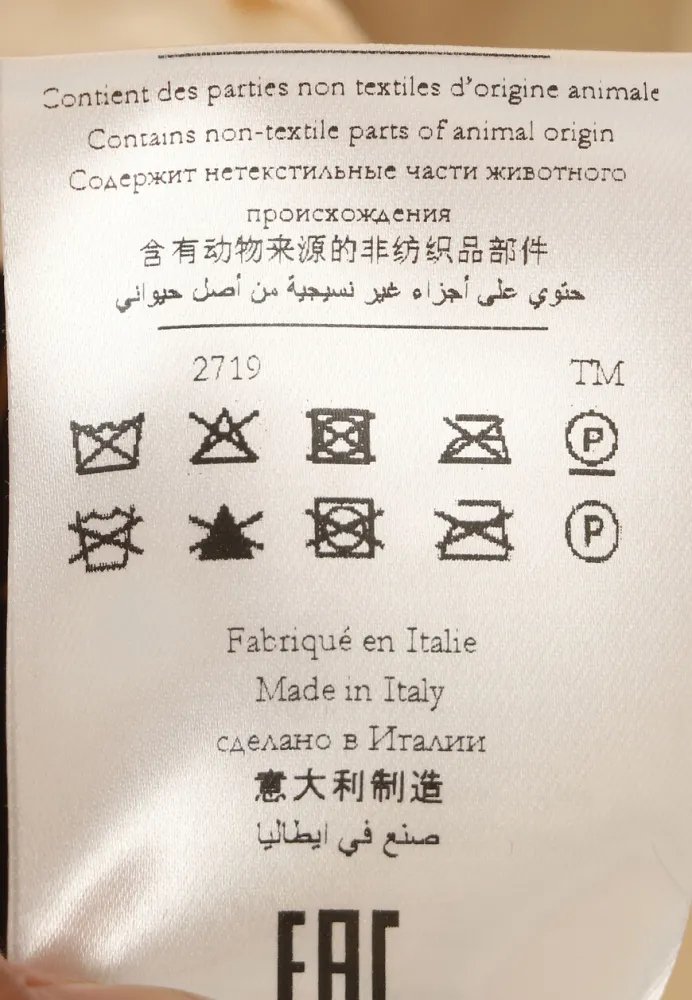 Contient des parties non textiles d'origine animale
Contains non-textile parts of animal origin
Содержит нетекстильные части животного
происхождения
含有动物来源的非纺织品部件
حتوي على أجزاء غير نسيجية من أصل حيواني
2719 TM
P
P
Fabriqué en Italie
Made in Italy
сделано в Италии
意大利制造
صنع في ايطاليا
EAC